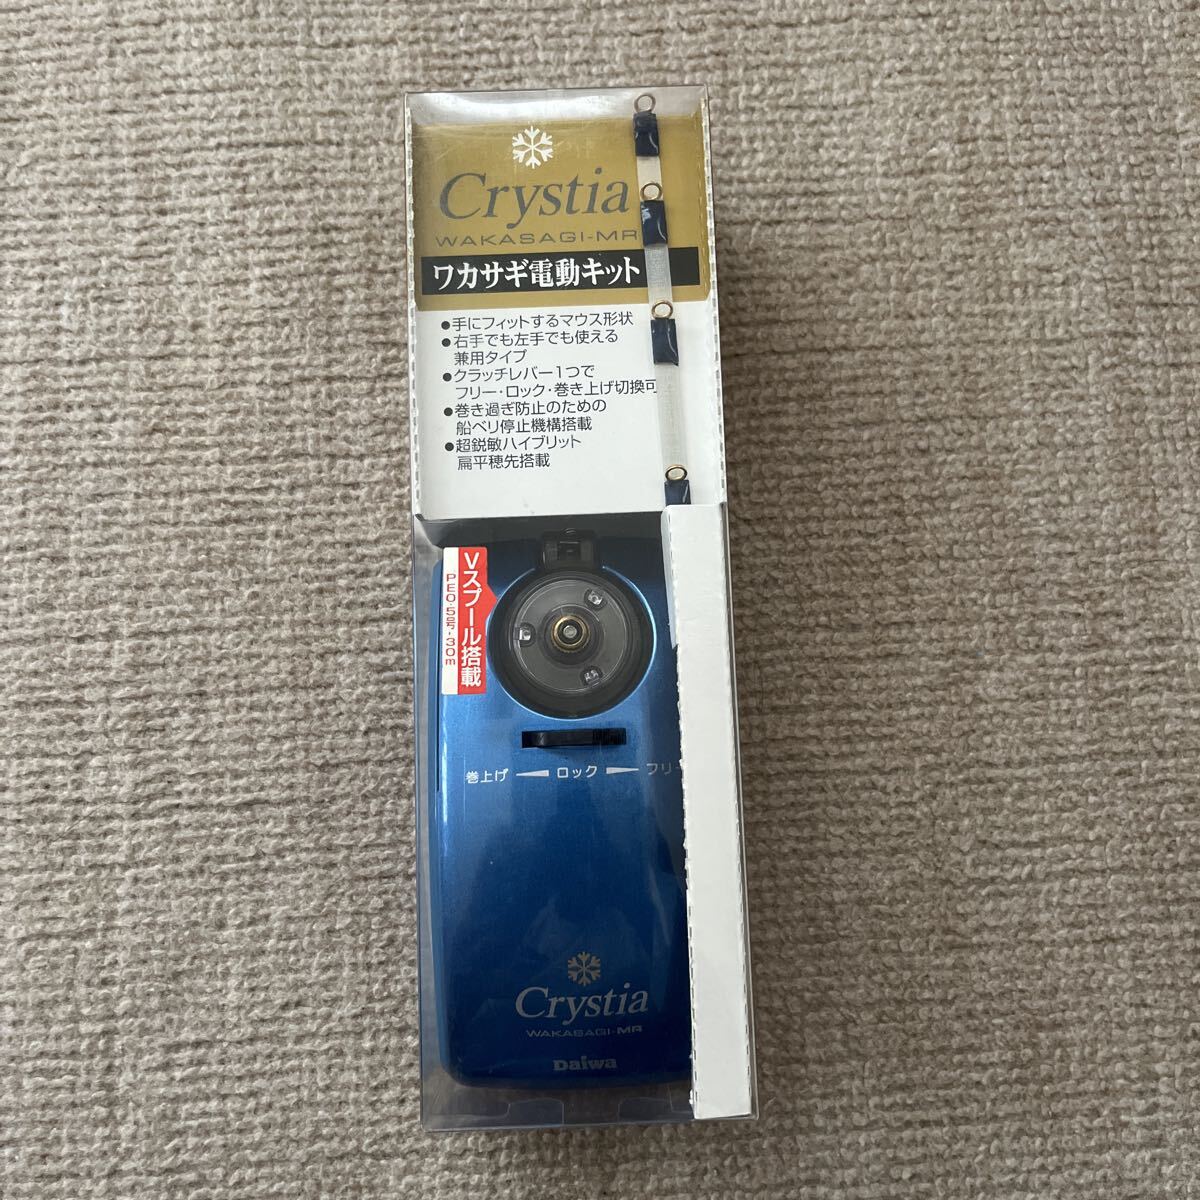 Crystia
WAKASAGI-MR
ワカサギ電動キット
●手にフィットするマウス形状
●右手でも左手でも使える
兼用タイプ
●クラッチレバー1つで
フリー・ロック・巻き上げ切換可
●巻き過ぎ防止のための
船ベリ停止機構搭載
●超鋭敏ハイブリット
扁平穂先搭載
Vスプール搭載
PE0.5号-30m
巻上げ ロック フリー
Crystia
WAKASAGI-MR
Daiwa